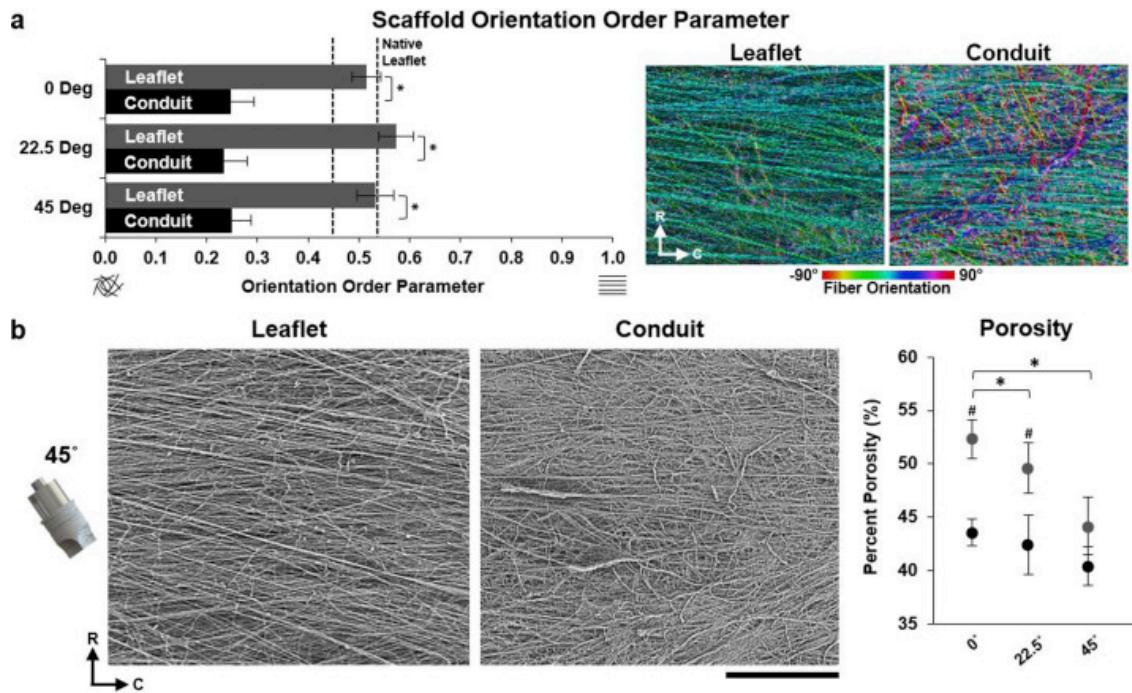 a
Scaffold Orientation Order Parameter
Native
Leaflet
0 Deg
Leaflet
Conduit
*
22.5 Deg
Leaflet
Conduit
*
45 Deg
Leaflet
Conduit
*
0.0 0.1 0.2 0.3 0.4 0.5 0.6 0.7 0.8 0.9 1.0
Orientation Order Parameter
Leaflet
Conduit
R
C
-90° 90°
Fiber Orientation
b
Leaflet
Conduit
45°
R
C
Porosity
Percent Porosity (%)
60
55
50
45
40
35
*
*
#
#
0° 22.5° 45°